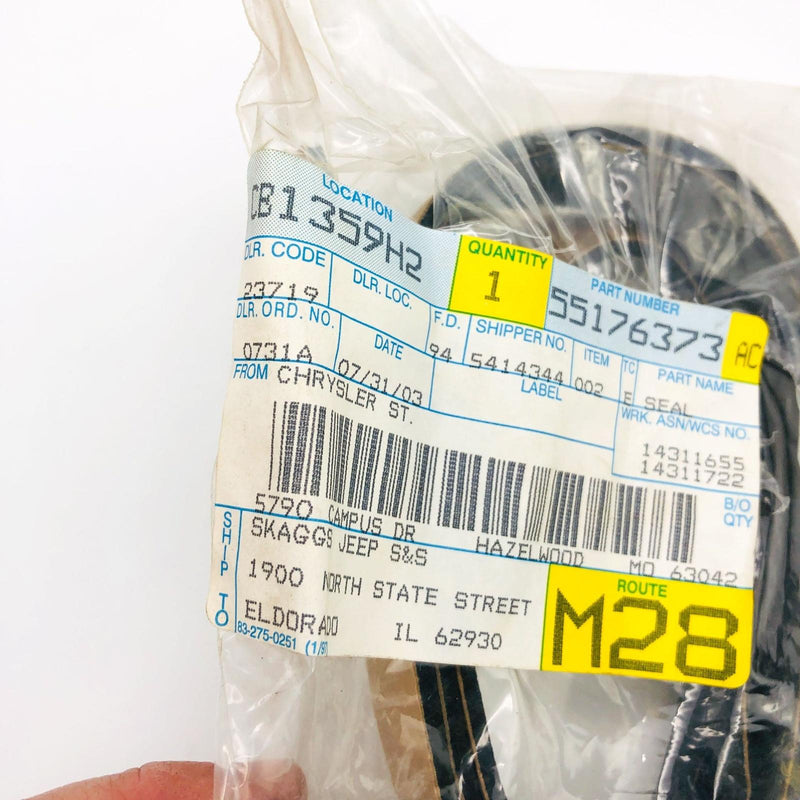 LOCATION
CB1359H2
QUANTITY
1
PART NUMBER
55176373 AC
DLR. CODE
23719
DLR. LOC.
F.D.
94
SHIPPER NO.
5414344
ITEM
002
TC
E
PART NAME
SEAL
DLR. ORD. NO.
0731A
DATE
07/31/03
LABEL
WRK. ASN/WCS NO.
14311655
14311722
FROM CHRYSLER ST.
B/O
QTY
5790 CAMPUS DR HAZELWOOD MO 63042
SHIP TO
SKAGGS JEEP S&S
1900 NORTH STATE STREET
ELDORADO IL 62930
ROUTE
M28
83-275-0251